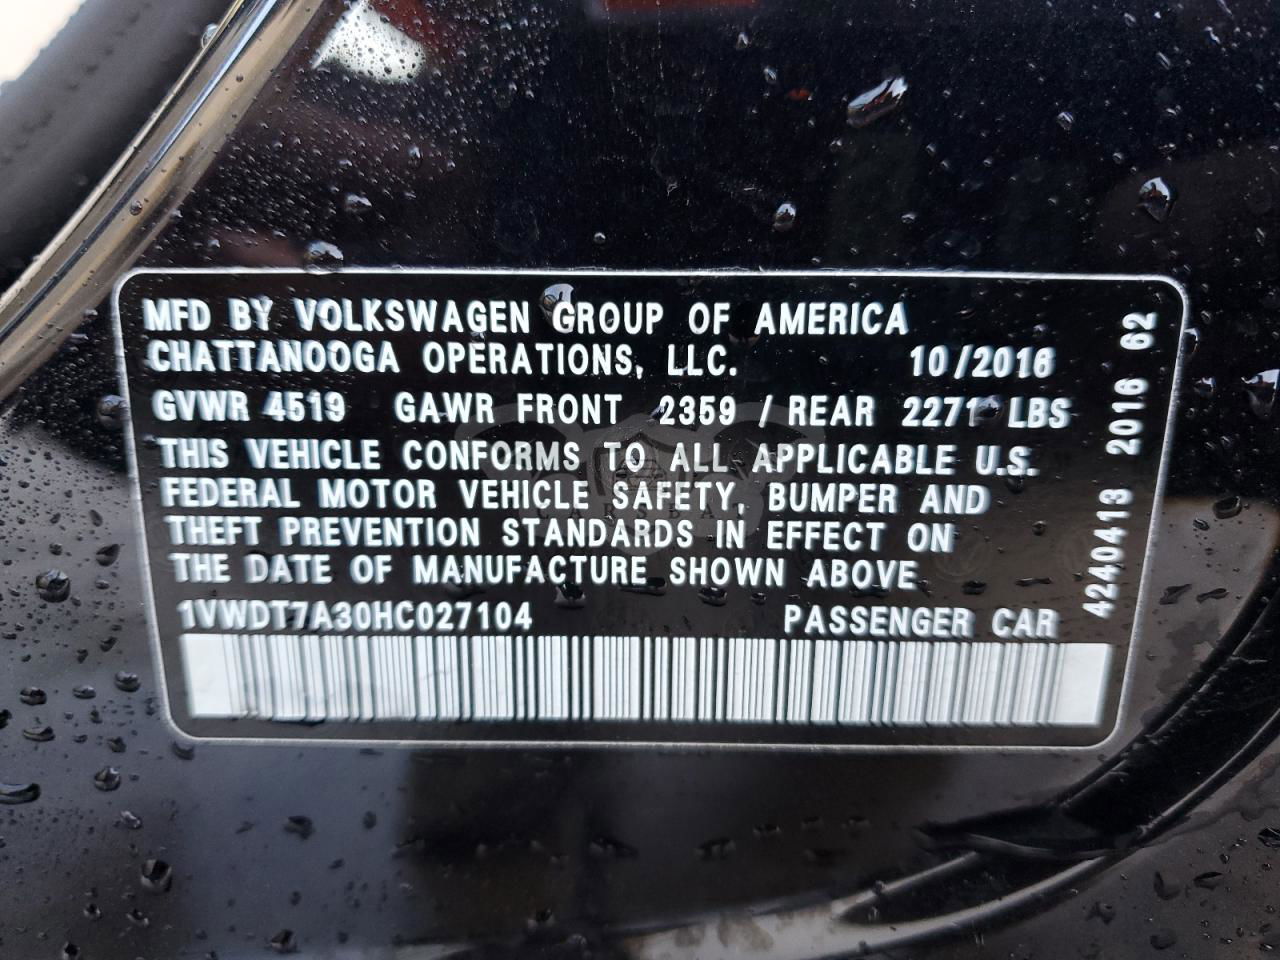 MFD BY VOLKSWAGEN GROUP OF AMERICA
CHATTANOOGA OPERATIONS, LLC. 10/2016
GVWR 4519 GAWR FRONT 2359 / REAR 2271 LBS
THIS VEHICLE CONFORMS TO ALL APPLICABLE U.S.
FEDERAL MOTOR VEHICLE SAFETY, BUMPER AND
THEFT PREVENTION STANDARDS IN EFFECT ON
THE DATE OF MANUFACTURE SHOWN ABOVE
1VWDT7A30HC027104 PASSENGER CAR
4240413 2016 62